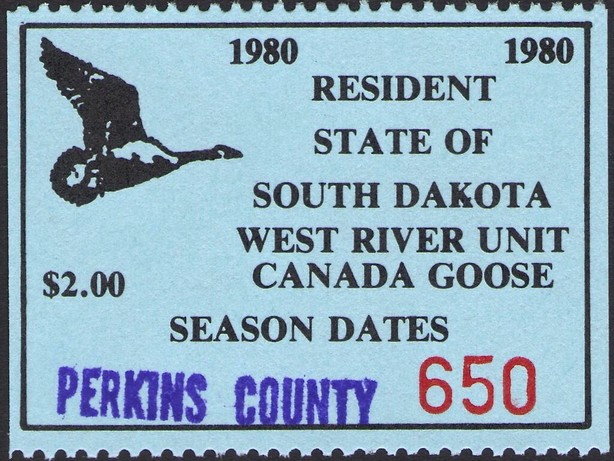 1980 1980
RESIDENT
STATE OF
SOUTH DAKOTA
WEST RIVER UNIT
$2.00 CANADA GOOSE
SEASON DATES
PERKINS COUNTY 650